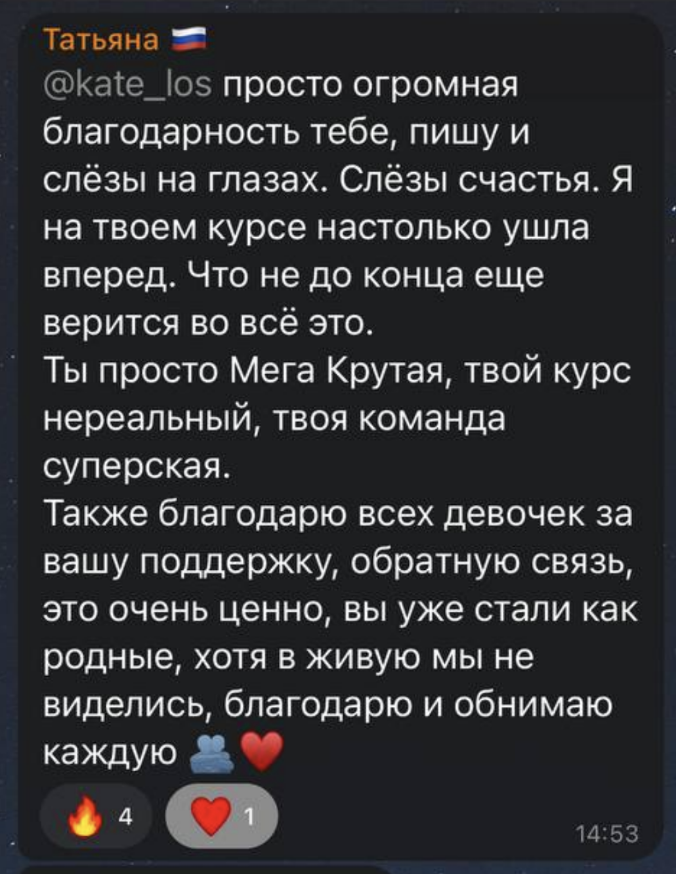 Татьяна 🇷🇺
@kate_los просто огромная
благодарность тебе, пишу и
слёзы на глазах. Слёзы счастья. Я
на твоем курсе настолько ушла
вперед. Что не до конца еще
верится во всё это.
Ты просто Мега Крутая, твой курс
нереальный, твоя команда
суперская.
Также благодарю всех девочек за
вашу поддержку, обратную связь,
это очень ценно, вы уже стали как
родные, хотя в живую мы не
виделись, благодарю и обнимаю
каждую 🫂❤️
🔥 4 ❤️ 1
14:53